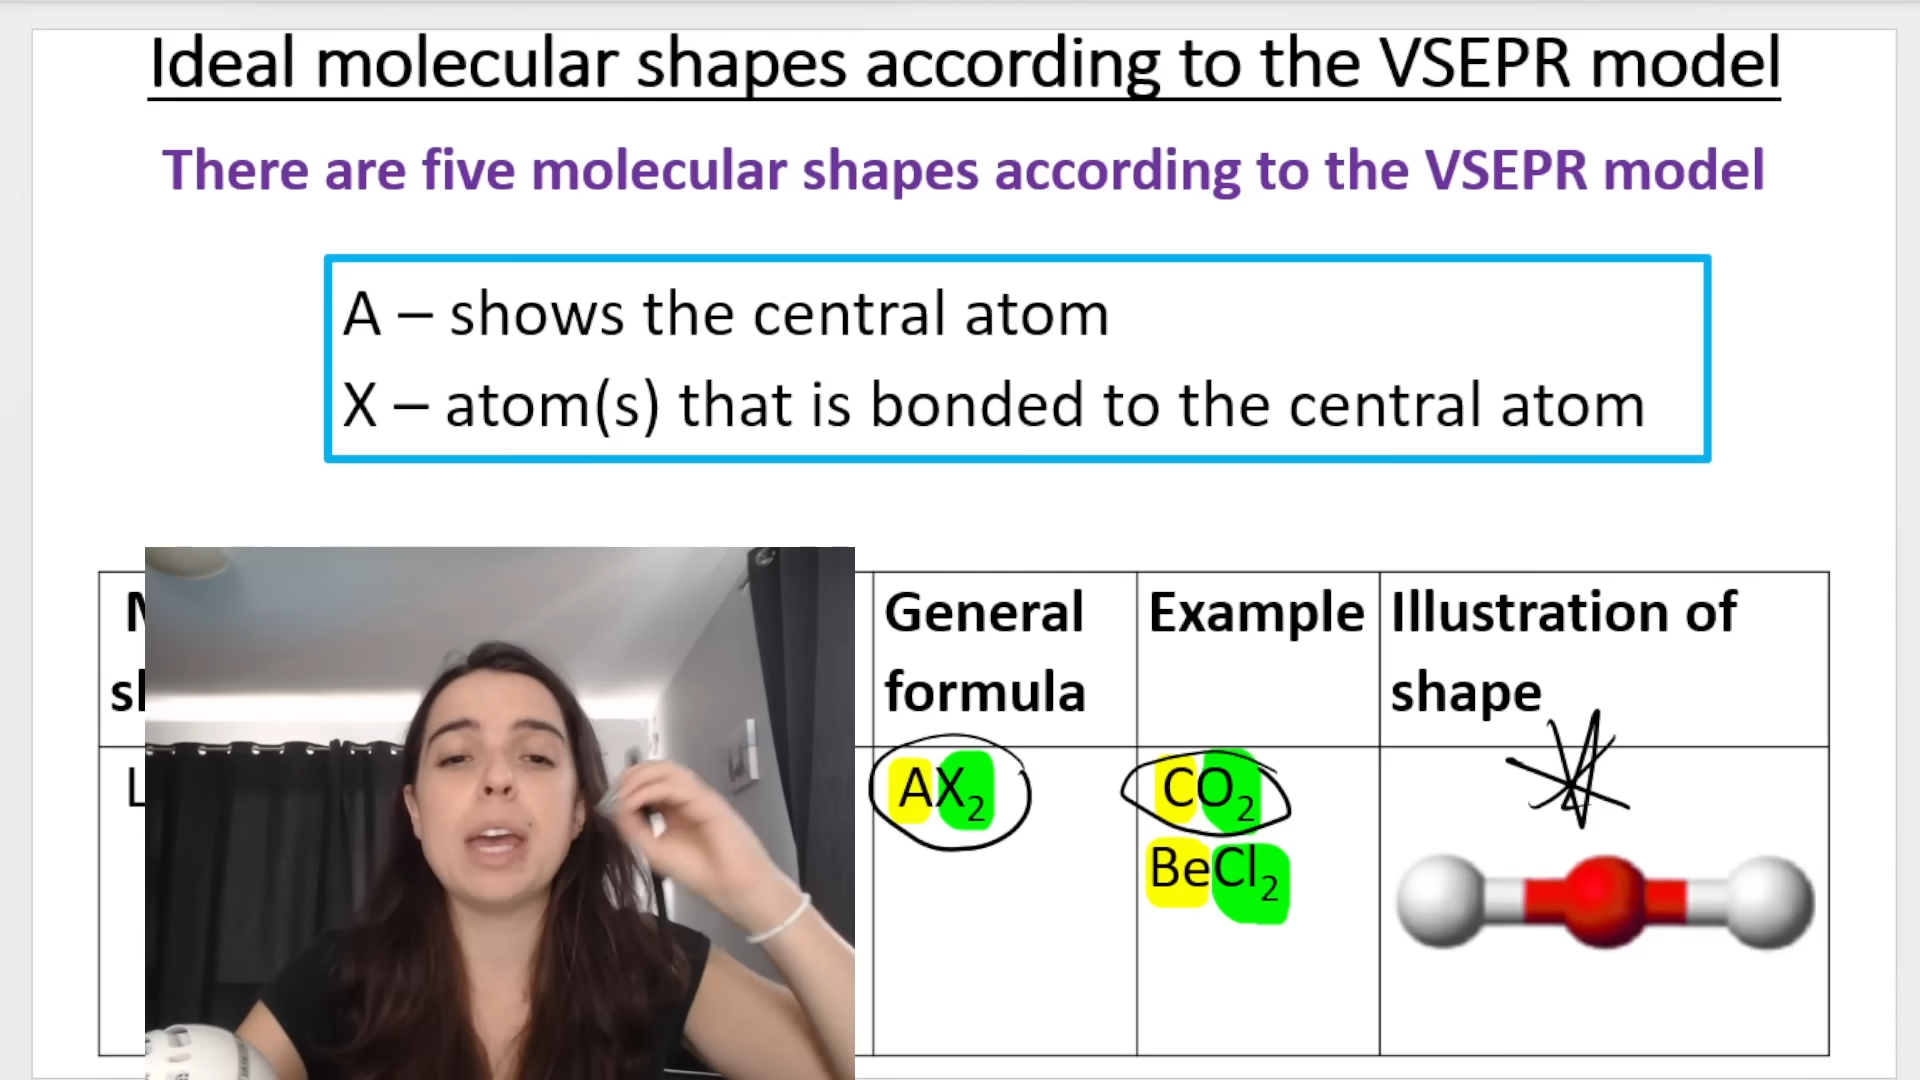 Ideal molecular shapes according to the VSEPR model
There are five molecular shapes according to the VSEPR model
A – shows the central atom
X – atom(s) that is bonded to the central atom
General formula
Example
Illustration of shape
AX₂
CO₂
BeCl₂